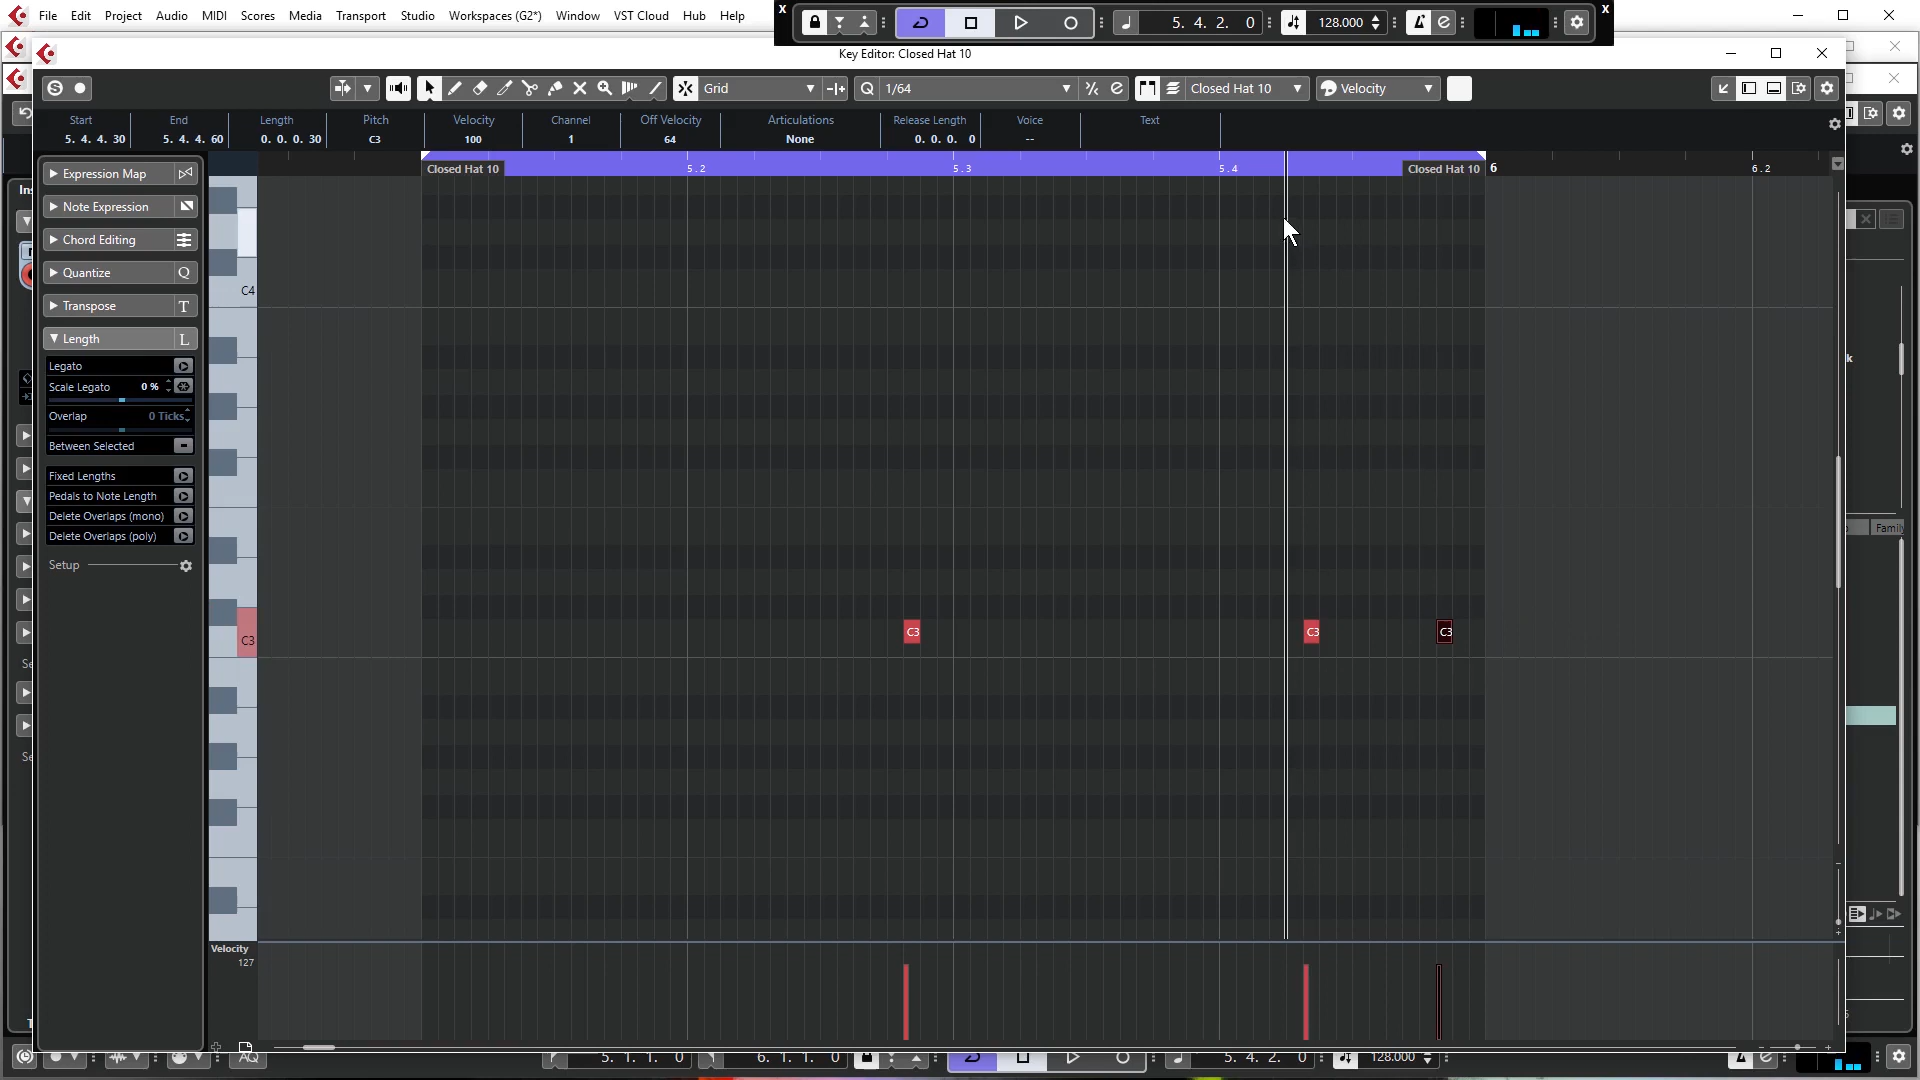 File Edit Project Audio MIDI Scores Media Transport Studio Workspaces (G2*) Window VST Cloud Hub Help
x 5. 4. 2. 0 128.000 x
Key Editor: Closed Hat 10
Grid 1/64 Closed Hat 10 Velocity
Start End Length Pitch Velocity Channel Off Velocity Articulations Release Length Voice Text
5. 4. 4. 30 5. 4. 4. 60 0. 0. 0. 30 C3 100 1 64 None 0. 0. 0. 0 --
Closed Hat 10 5.2 5.3 5.4 Closed Hat 10 6 6.2
Expression Map
Note Expression
Chord Editing
Quantize Q
Transpose T
Length L
Legato
Scale Legato 0 %
Overlap 0 Ticks
Between Selected
Fixed Lengths
Pedals to Note Length
Delete Overlaps (mono)
Delete Overlaps (poly)
Setup
C4
C3
C3 C3 C3
Velocity
127
Family
AQ 5. 1. 1. 0 6. 1. 1. 0 5. 4. 2. 0 128.000